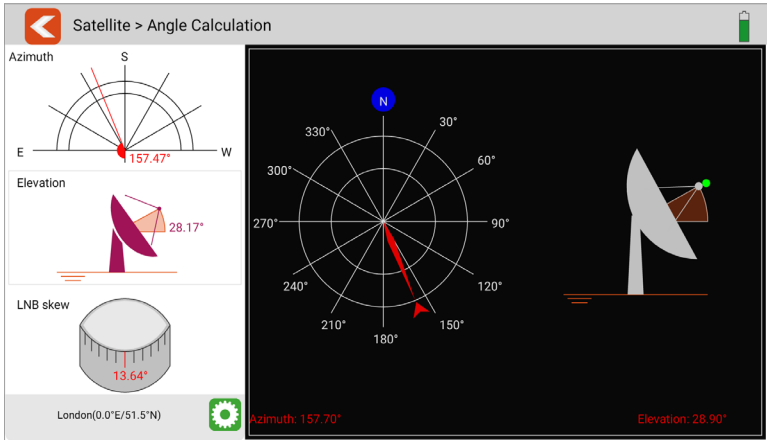 Satellite > Angle Calculation
Azimuth
S
E
W
157.47°
Elevation
28.17°
LNB skew
13.64°
London(0.0°E/51.5°N)
N
330°
30°
300°
60°
270°
90°
240°
120°
210°
150°
180°
Azimuth: 157.70°
Elevation: 28.90°